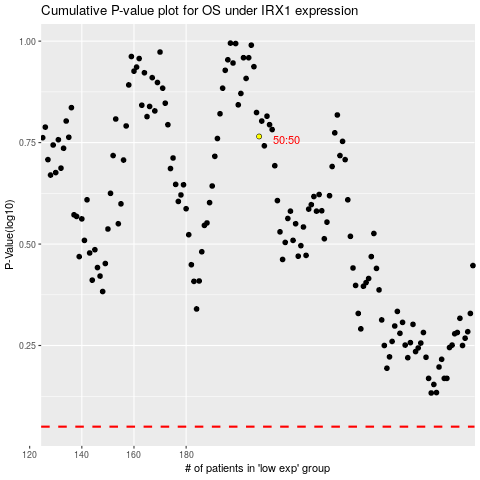 Cumulative P-value plot for OS under IRX1 expression
1.00
0.75
0.50
0.25
P-Value(log10)
50:50
120 140 160 180
# of patients in 'low exp' group